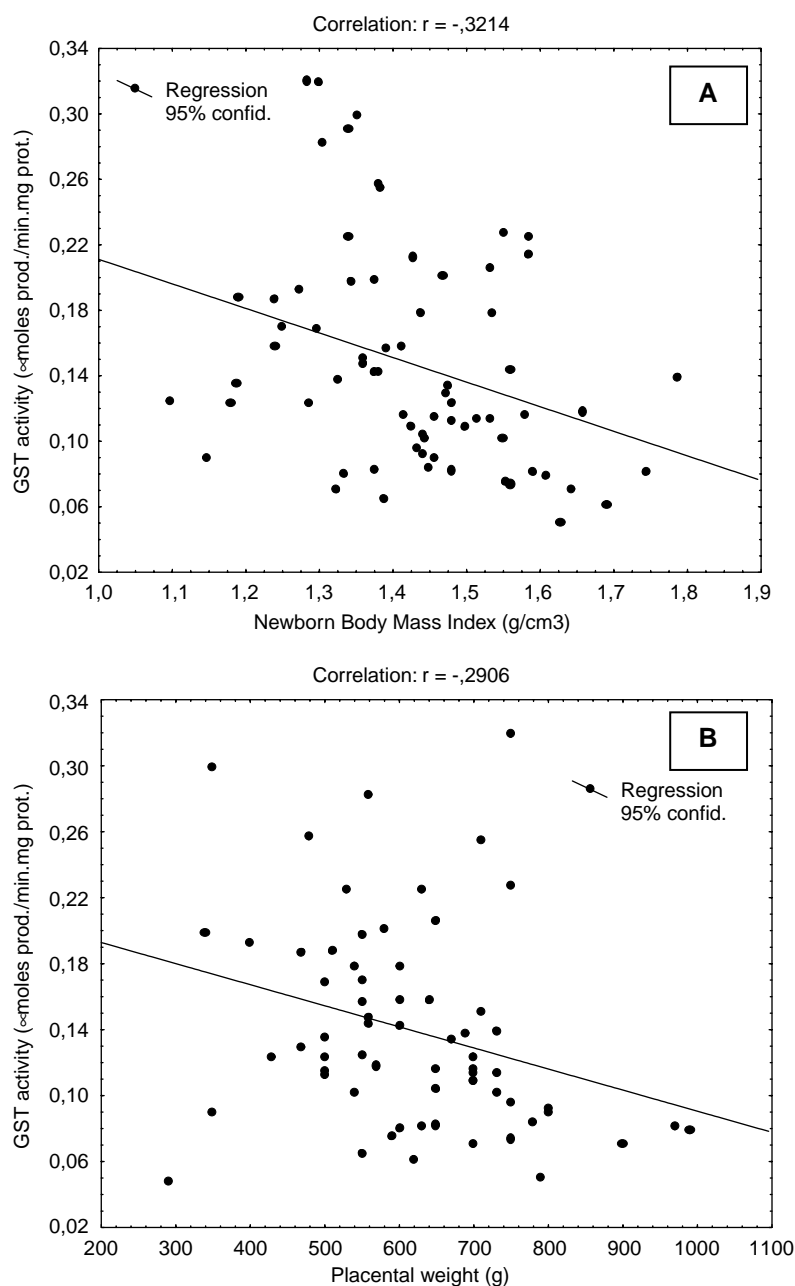 Correlation: r = -,3214
0,34
0,30
0,26
0,22
0,18
0,14
0,10
0,06
0,02
GST activity (∝moles prod./min.mg prot.)
Regression
95% confid.
A
1,0 1,1 1,2 1,3 1,4 1,5 1,6 1,7 1,8 1,9
Newborn Body Mass Index (g/cm3)
Correlation: r = -,2906
0,34
0,30
0,26
0,22
0,18
0,14
0,10
0,06
0,02
GST activity (∝moles prod./min.mg prot.)
B
Regression
95% confid.
200 300 400 500 600 700 800 900 1000 1100
Placental weight (g)